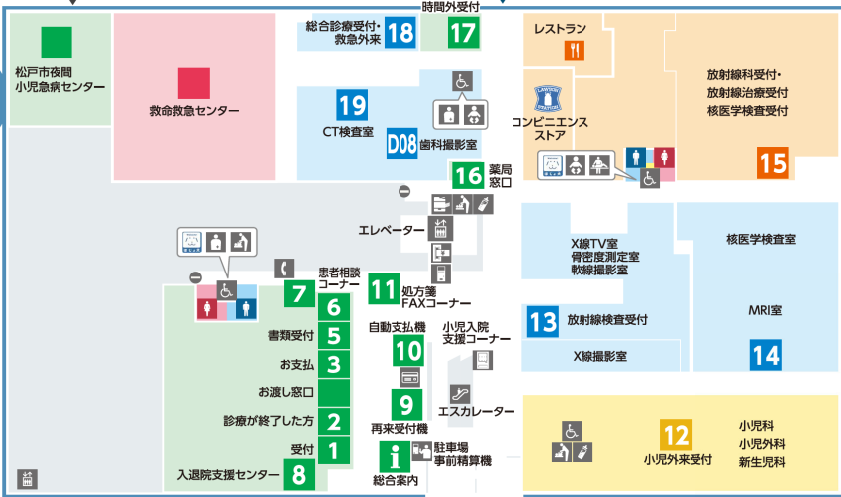 時間外受付
17
総合診療受付・
救急外来
18
松戸市夜間
小児急病センター
救命救急センター
19
CT検査室
D08
歯科撮影室
16
薬局
窓口
レストラン
LAWSON
STATION
コンビニエンス
ストア
放射線科受付・
放射線治療受付
核医学検査受付
15
エレベーター
患者相談
コーナー
7
6
11
処方箋
FAXコーナー
書類受付
5
お支払
3
お渡し窓口
診療が終了した方
2
受付
1
入退院支援センター
8
自動支払機
10
9
再来受付機
i
総合案内
駐車場
事前精算機
小児入院
支援コーナー
エスカレーター
X線TV室
骨密度測定室
軟線撮影室
13
放射線検査受付
X線撮影室
核医学検査室
MRI室
14
12
小児外来受付
小児科
小児外科
新生児科